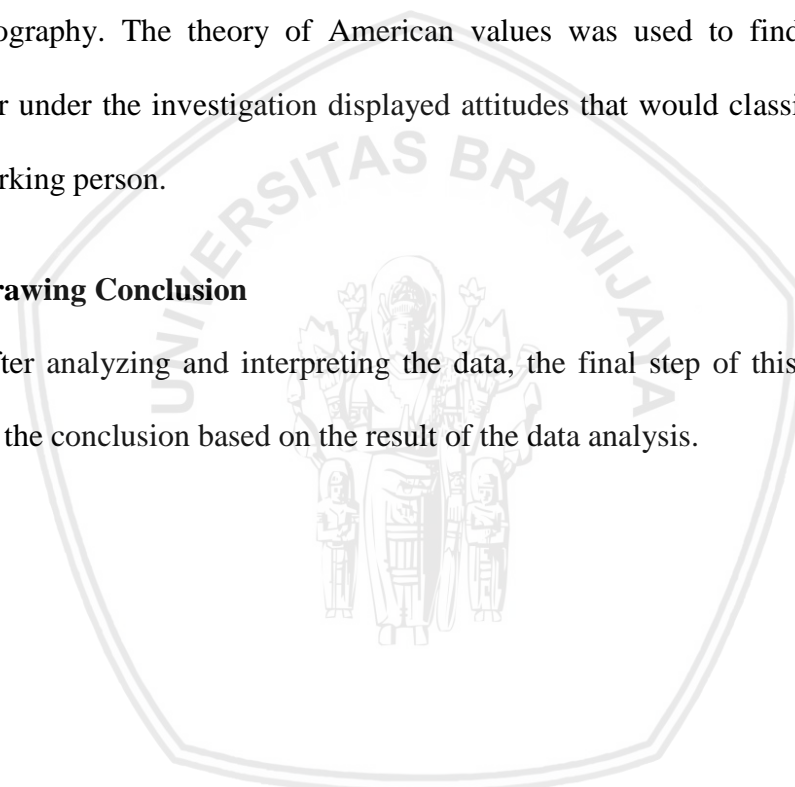 ography. The theory of American values was used to find
r under the investigation displayed attitudes that would classi
rking person.
UNIVERSITAS BRAWIJAYA
rawing Conclusion
fter analyzing and interpreting the data, the final step of this
the conclusion based on the result of the data analysis.